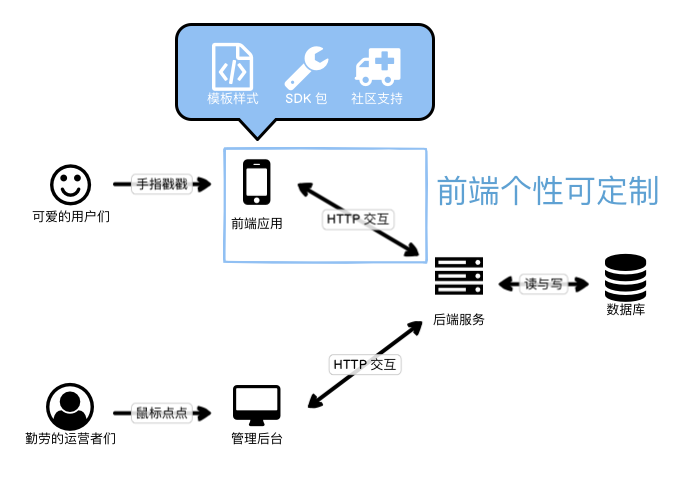 模板样式
SDK 包
社区支持
手指戳戳
前端个性可定制
可爱的用户们
前端应用
HTTP 交互
读与写
后端服务
数据库
HTTP 交互
鼠标点点
勤劳的运营者们
管理后台